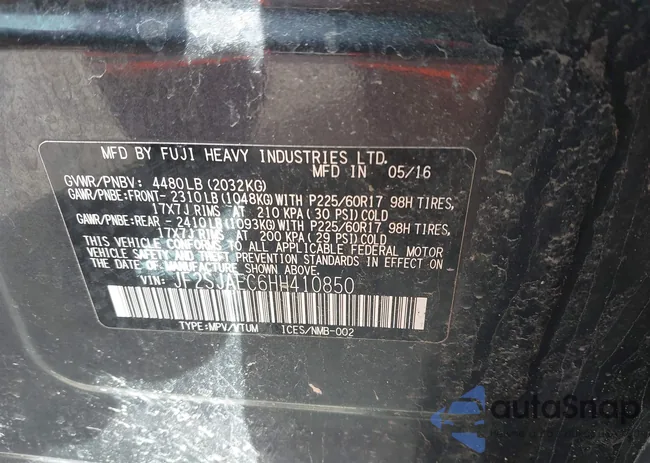 MFD BY FUJI HEAVY INDUSTRIES LTD.
MFD IN 05/16
GVWR/PNBV: 4480LB(2032KG)
GAWR/PNBE:FRONT- 2310LB(1048KG)WITH P225/60R17 98H TIRES,
17X7J RIMS AT 210 KPA(30 PSI)COLD
GAWR/PNBE:REAR - 2410LB(1093KG)WITH P225/60R17 98H TIRES,
17X7J RIMS AT 200 KPA(29 PSI)COLD
THIS VEHICLE CONFORMS TO ALL APPLICABLE FEDERAL MOTOR
VEHICLE SAFETY AND THEFT PREVENTION STANDARDS IN EFFECT ON
THE DATE OF MANUFACTURE SHOWN ABOVE.
VIN: JF2SJAEC6HH410850
TYPE:MPV/VTUM ICES/NMB-002
autoSnap